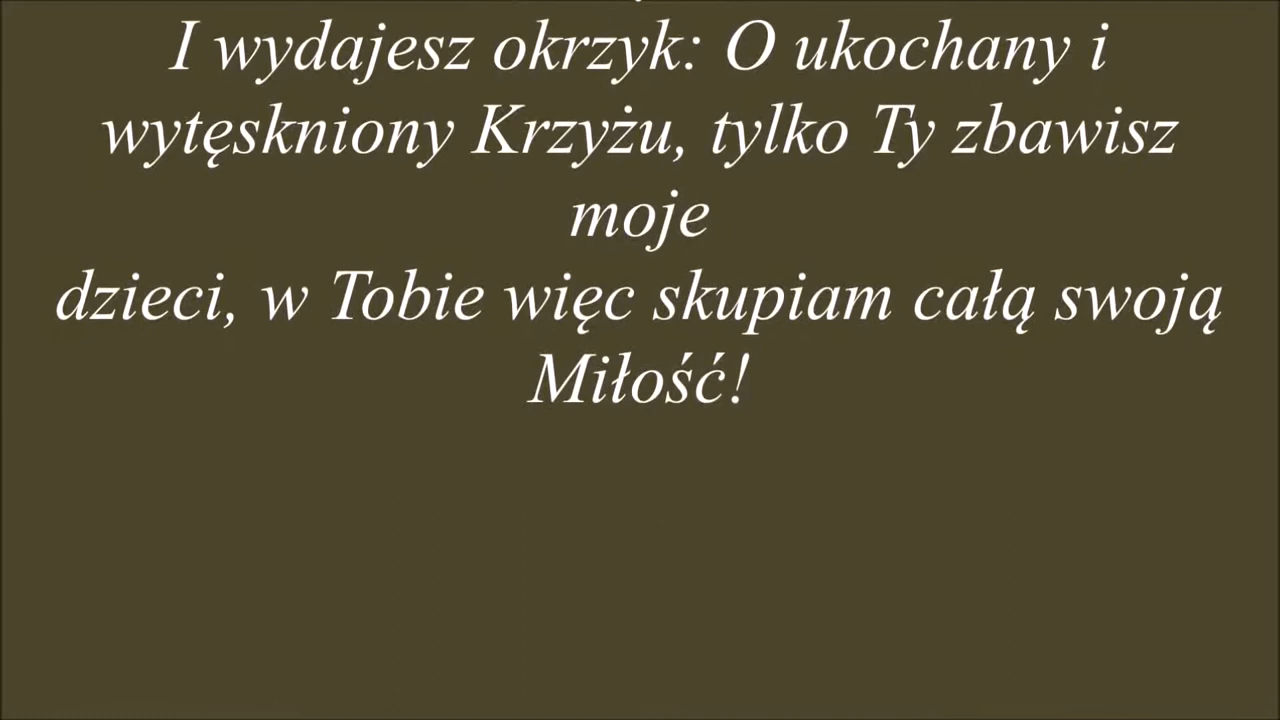 I wydajesz okrzyk: O ukochany i
wytęskniony Krzyżu, tylko Ty zbawisz
moje
dzieci, w Tobie więc skupiam całą swoją
Miłość!